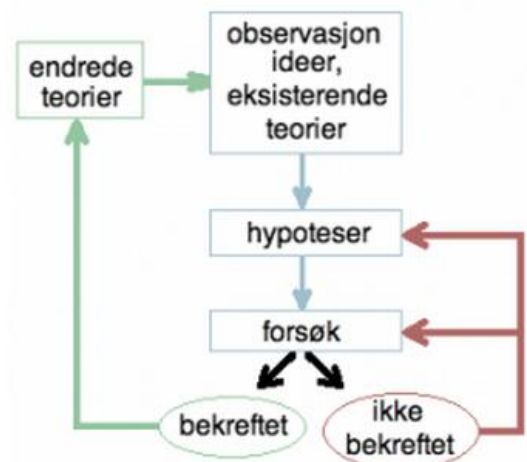 endrede
teorier
observasjon
ideer,
eksisterende
teorier
hypoteser
forsøk
bekreftet
ikke
bekreftet